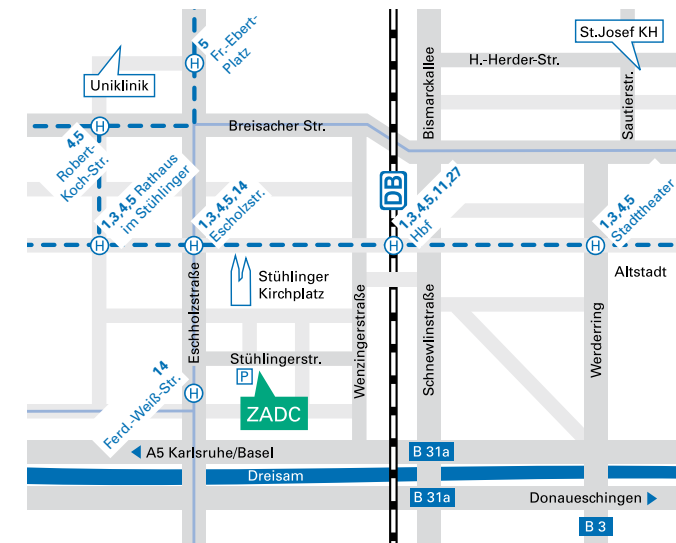 5
Fr.-Ebert-
Platz
St.Josef KH
H.-Herder-Str.
Uniklinik
Bismarckallee
Sautierstr.
4,5
Robert-
Koch-Str.
Breisacher Str.
1,3,4,5 Rathaus
im Stühlinger
1,3,4,5,14
Escholzstr.
DB
1,3,4,5,11,27
Hbf
1,3,4,5
Stadttheater
H
H
H
H
H
H
H
Altstadt
Stühlinger
Kirchplatz
Eschholzstraße
Wenzingerstraße
Schnewlinstraße
Werderring
Stühlingerstr.
P
ZADC
14
Ferd.-Weiß-Str.
A5 Karlsruhe/Basel
B 31a
Dreisam
B 31a
Donaueschingen
B 3